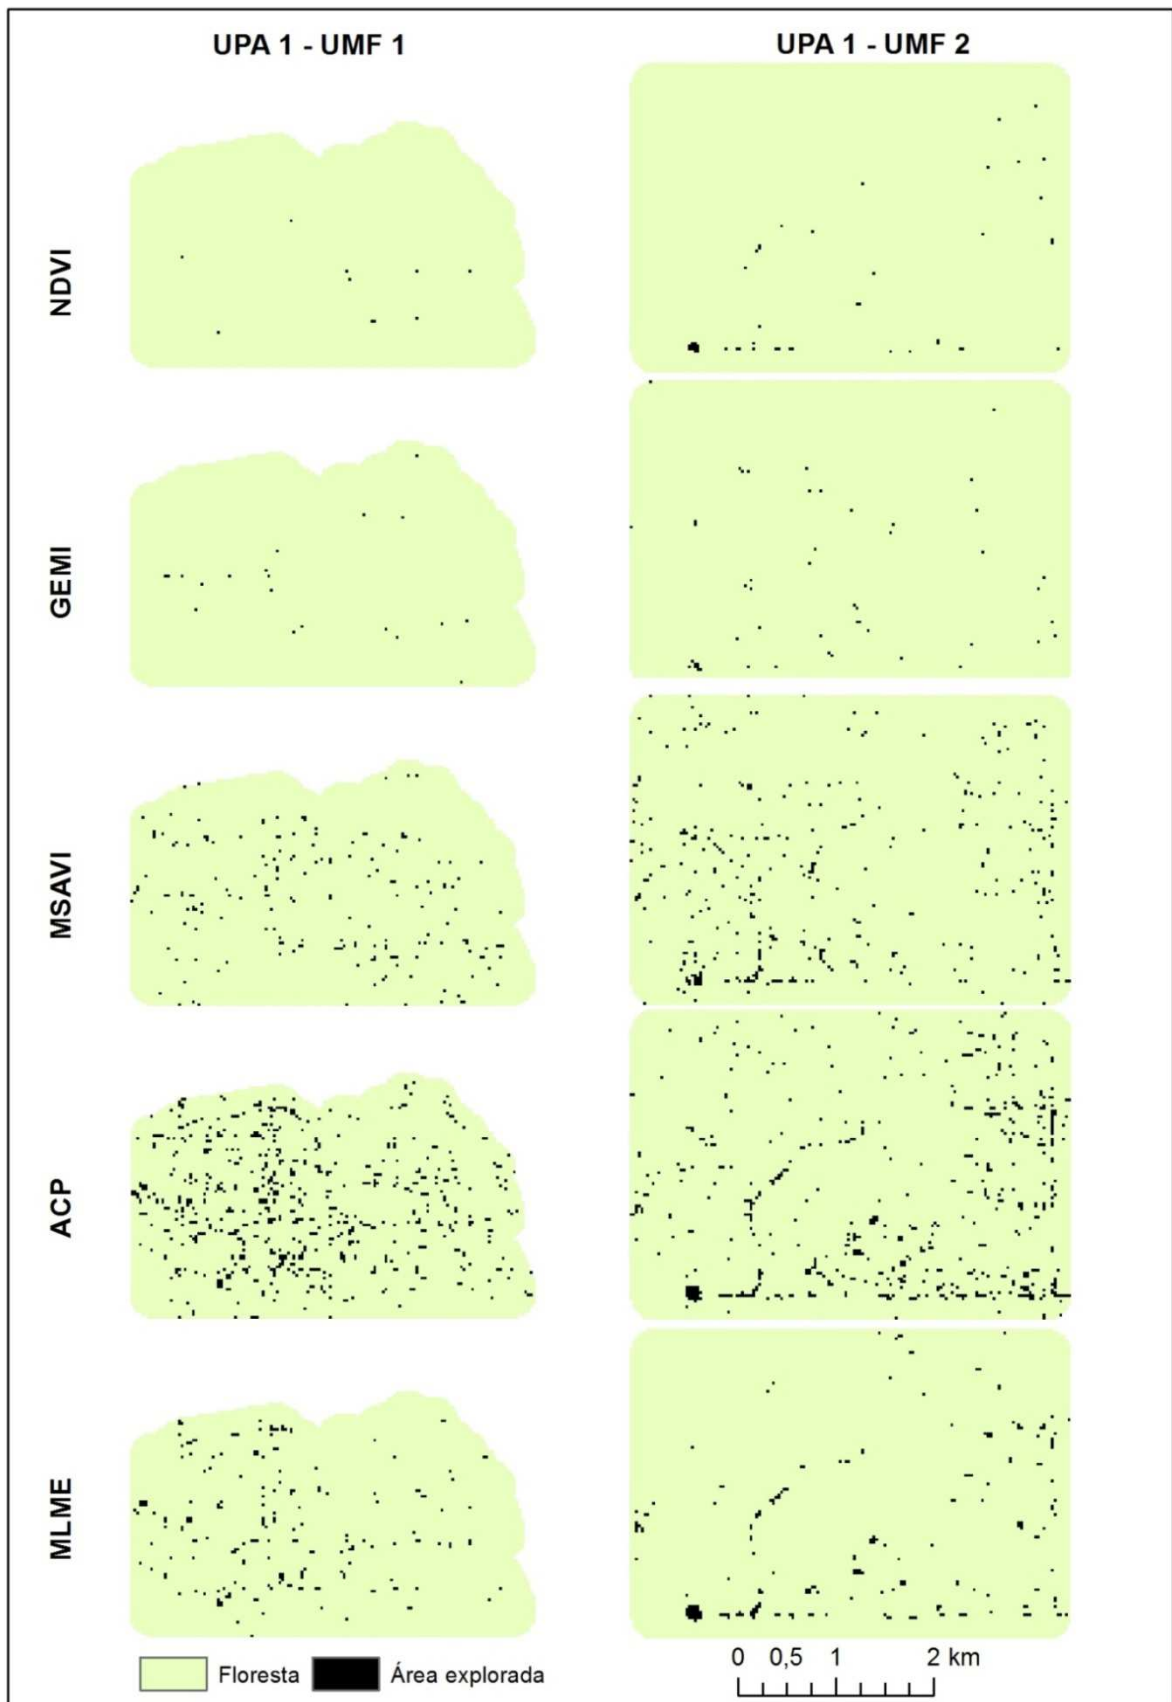 UPA 1 - UMF 1
UPA 1 - UMF 2
NDVI
GEMI
MSAVI
ACP
MLME
Floresta
Área explorada
0 0,5 1 2 km